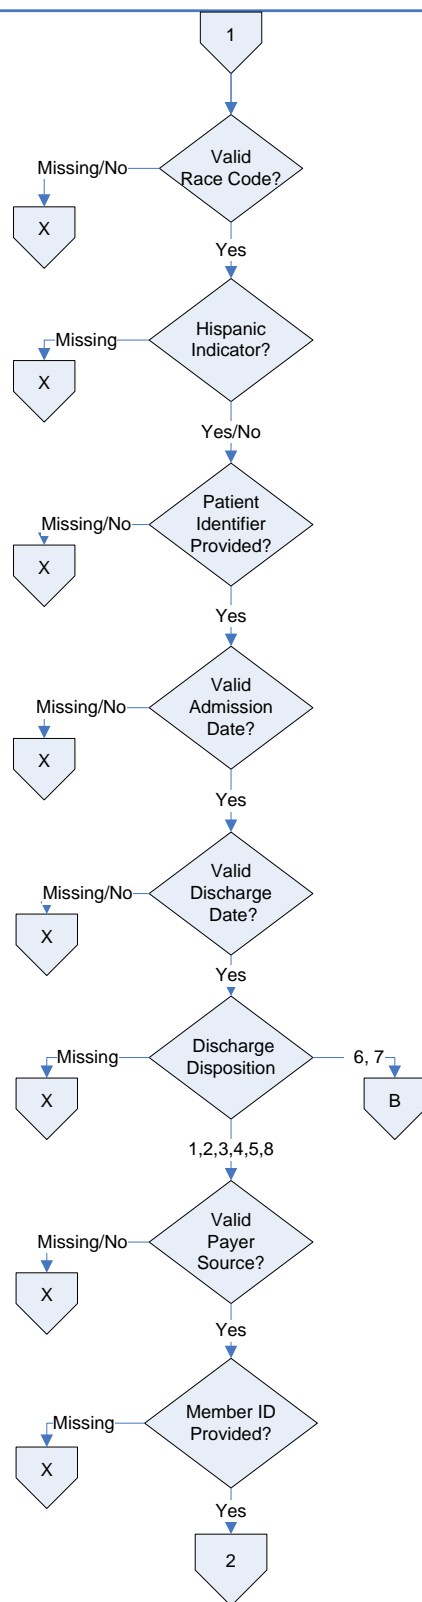 1
Valid
Race Code?
Missing/No
X
Yes
Hispanic
Indicator?
Missing
X
Yes/No
Patient
Identifier
Provided?
Missing/No
X
Yes
Valid
Admission
Date?
Missing/No
X
Yes
Valid
Discharge
Date?
Missing/No
X
Yes
Discharge
Disposition
Missing
6, 7
X
B
1,2,3,4,5,8
Valid
Payer
Source?
Missing/No
X
Yes
Member ID
Provided?
Missing
X
Yes
2